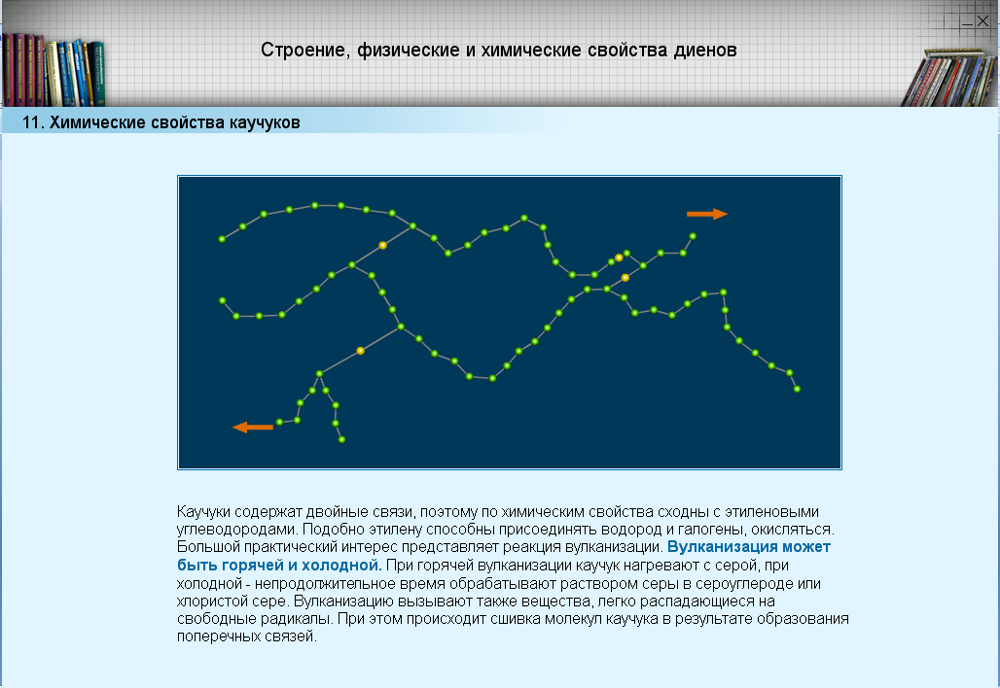 Строение, физические и химические свойства диенов
11. Химические свойства каучуков
Каучуки содержат двойные связи, поэтому по химическим свойства сходны с этиленовыми
углеводородами. Подобно этилену способны присоединять водород и галогены, окисляться.
Большой практический интерес представляет реакция вулканизации. Вулканизация может
быть горячей и холодной. При горячей вулканизации каучук нагревают с серой, при
холодной - непродолжительное время обрабатывают раствором серы в сероуглероде или
хлористой сере. Вулканизацию вызывают также вещества, легко распадающиеся на
свободные радикалы. При этом происходит сшивка молекул каучука в результате образования
поперечных связей.